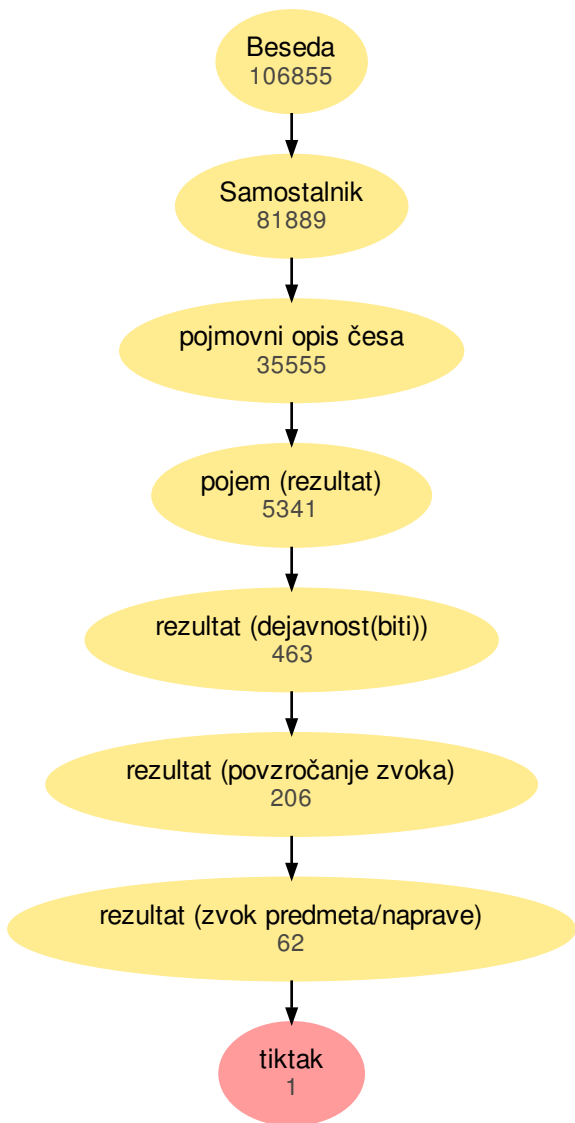 Beseda
106855
Samostalnik
81889
pojmovni opis česa
35555
pojem (rezultat)
5341
rezultat (dejavnost(biti))
463
rezultat (povzročanje zvoka)
206
rezultat (zvok predmeta/naprave)
62
tiktak
1